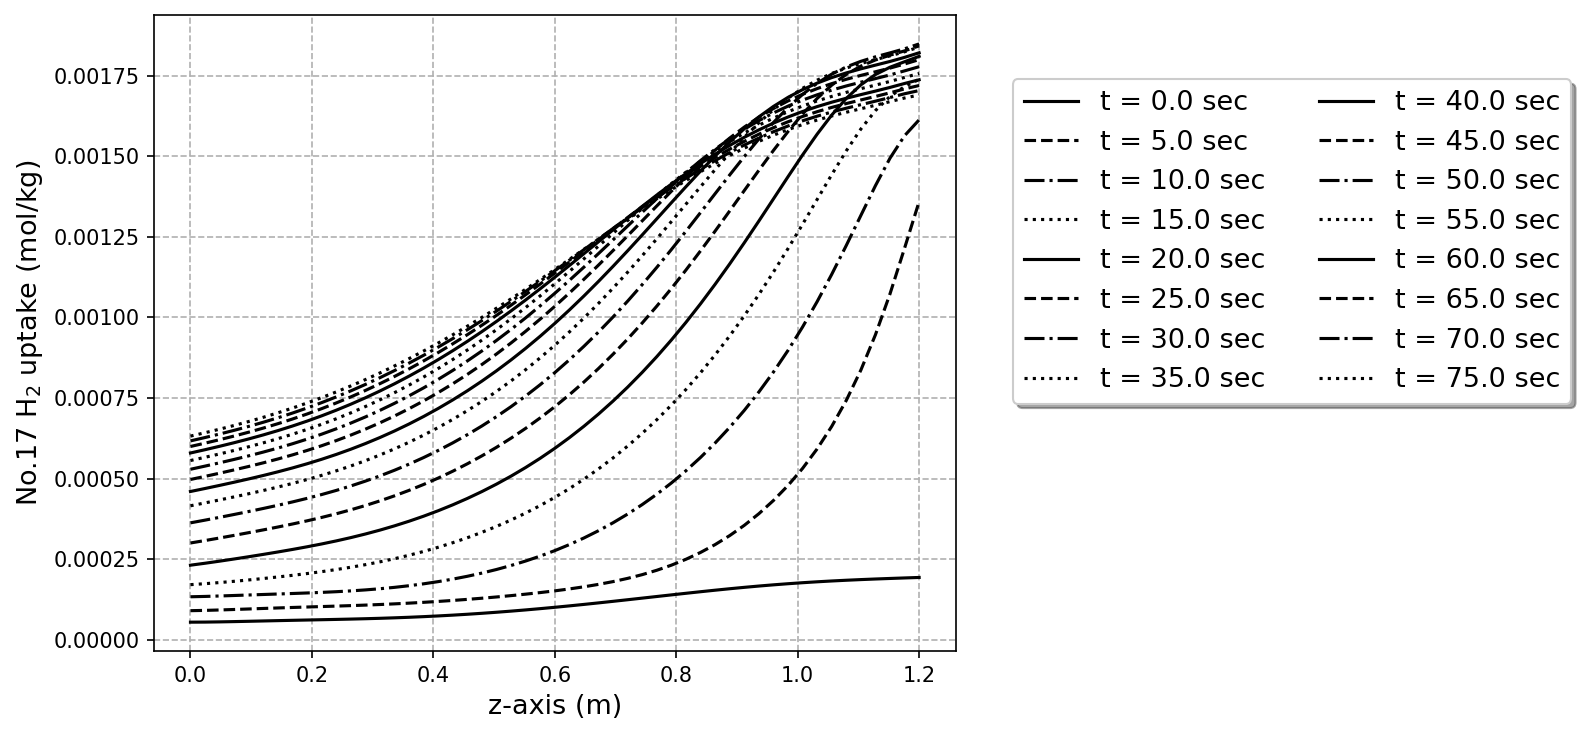 0.00175
0.00150
0.00125
0.00100
0.00075
0.00050
0.00025
0.00000
No.17 H₂ uptake (mol/kg)
0.0 0.2 0.4 0.6 0.8 1.0 1.2
z-axis (m)
t = 0.0 sec
t = 5.0 sec
t = 10.0 sec
t = 15.0 sec
t = 20.0 sec
t = 25.0 sec
t = 30.0 sec
t = 35.0 sec
t = 40.0 sec
t = 45.0 sec
t = 50.0 sec
t = 55.0 sec
t = 60.0 sec
t = 65.0 sec
t = 70.0 sec
t = 75.0 sec